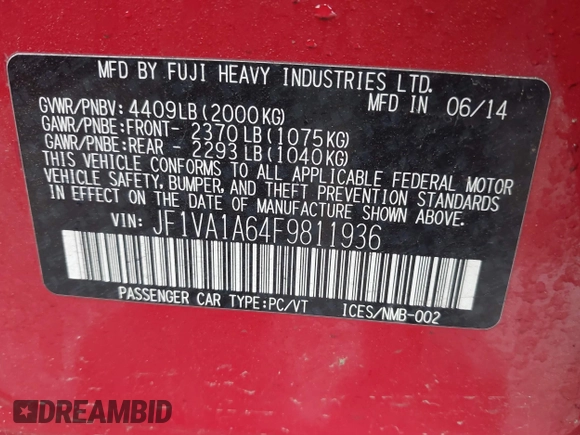 MFD BY FUJI HEAVY INDUSTRIES LTD.
GVWR/PNBV: 4409LB(2000KG) MFD IN 06/14
GAWR/PNBE:FRONT- 2370LB(1075KG)
GAWR/PNBE:REAR - 2293LB(1040KG)
THIS VEHICLE CONFORMS TO ALL APPLICABLE FEDERAL MOTOR
VEHICLE SAFETY, BUMPER, AND THEFT PREVENTION STANDARDS
IN EFFECT ON THE DATE OF MANUFACTURE SHOWN ABOVE.
VIN: JF1VA1A64F9811936
PASSENGER CAR TYPE:PC/VT ICES/NMB-002
DREAMBID